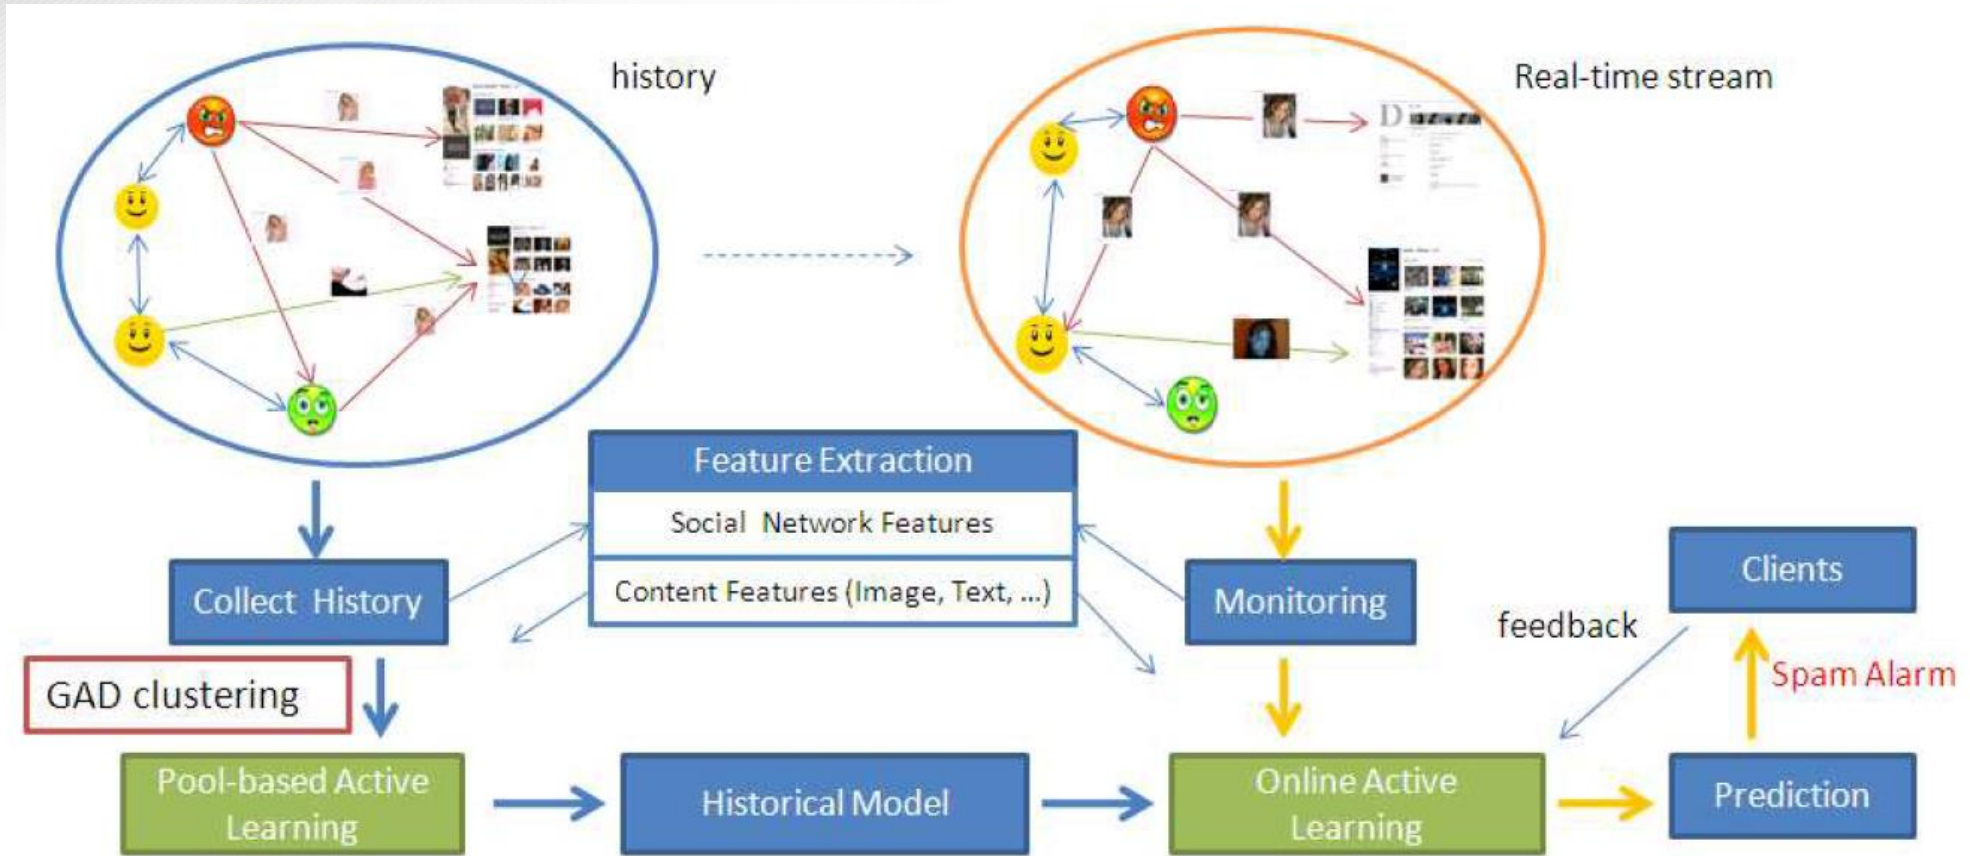 history
Real-time stream
Feature Extraction
Social Network Features
Content Features (Image, Text, ...)
Collect History
Monitoring
Clients
feedback
Spam Alarm
GAD clustering
Pool-based Active
Learning
Historical Model
Online Active
Learning
Prediction